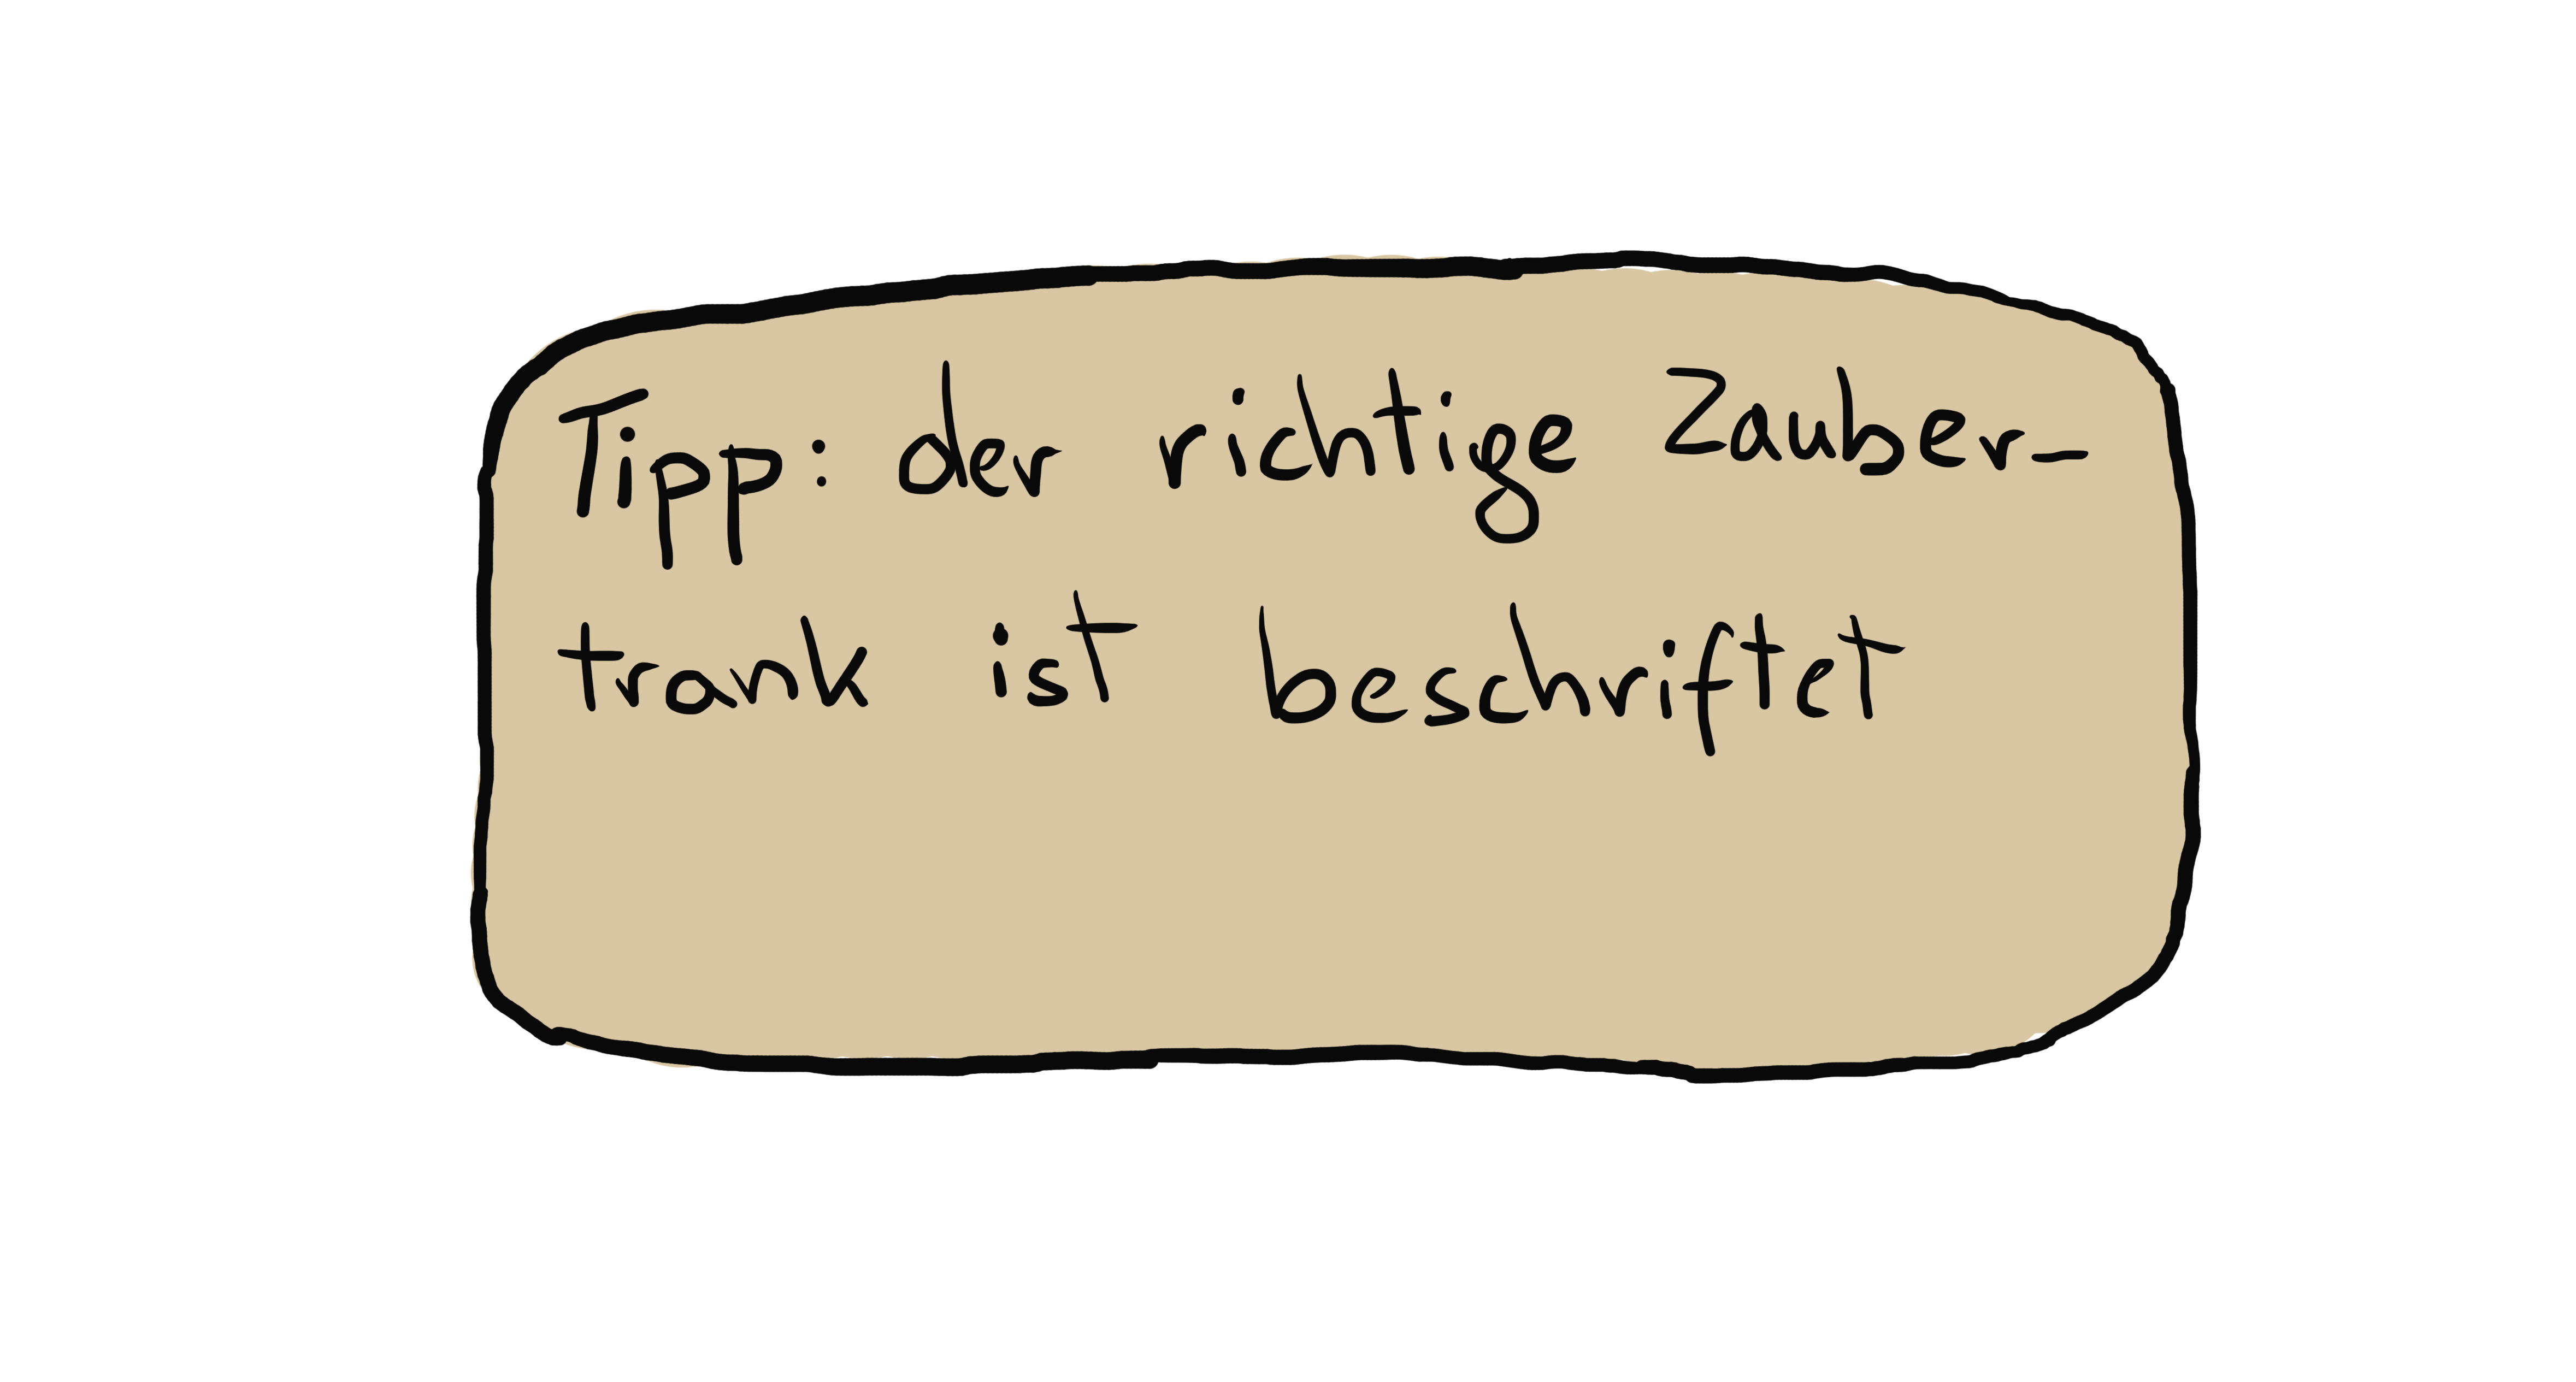 Tipp: der richtige Zauber-
trank ist beschriftet